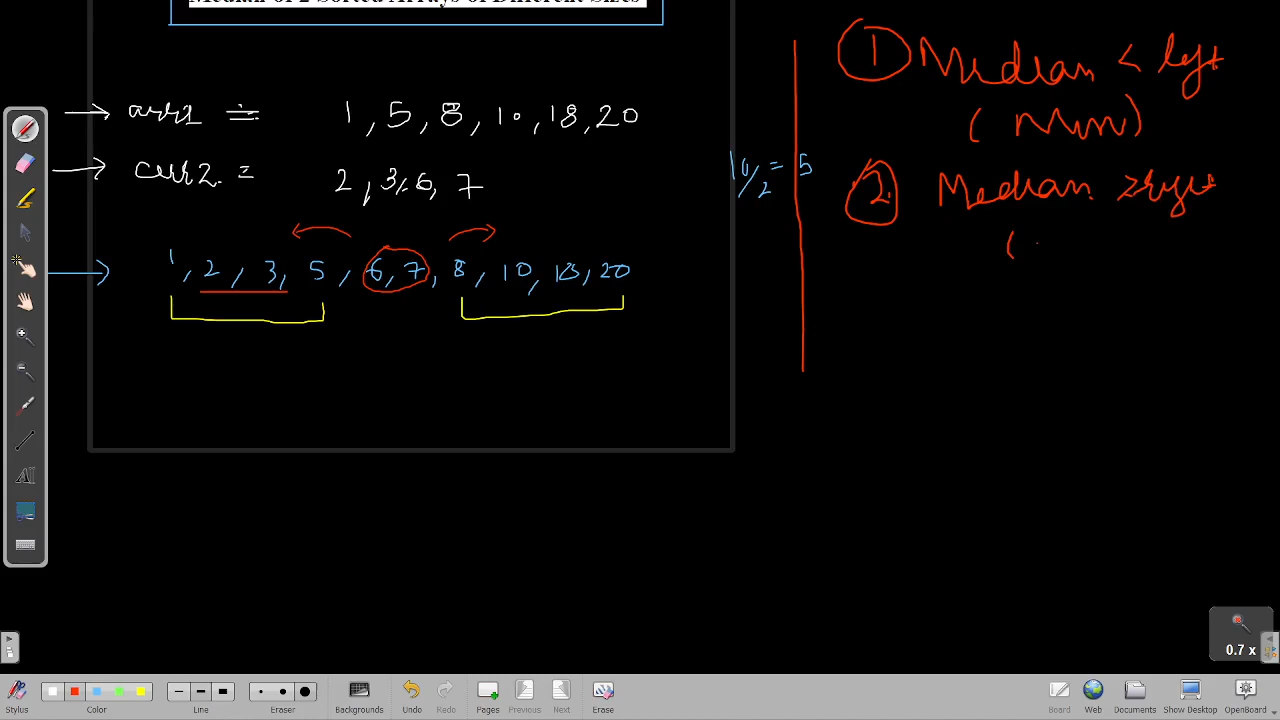 Median of 2 Sorted Arrays of Different Sizes
arr1 = 1, 5, 8, 10, 18, 20
arr2 = 2, 3, 6, 7
1, 2, 3, 5, 6, 7, 8, 10, 18, 20
10/2 = 5
1 Median < left
(Min)
2 Median > right
(
0.7 x
Stylus Color Line Eraser Backgrounds Undo Redo Pages Previous Next Erase Board Web Documents Show Desktop OpenBoard